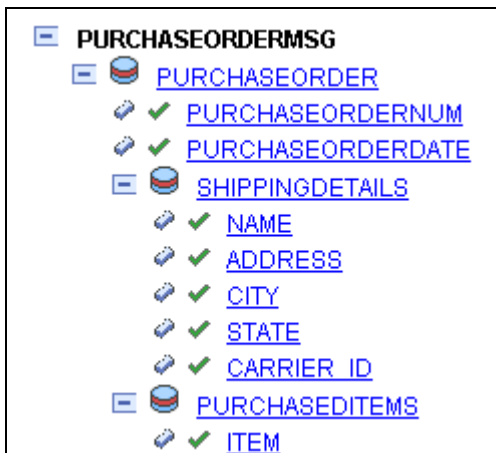 PURCHASEORDERMSG
PURCHASEORDER
PURCHASEORDERNUM
PURCHASEORDERDATE
SHIPPINGDETAILS
NAME
ADDRESS
CITY
STATE
CARRIER_ID
PURCHASEDITEMS
ITEM